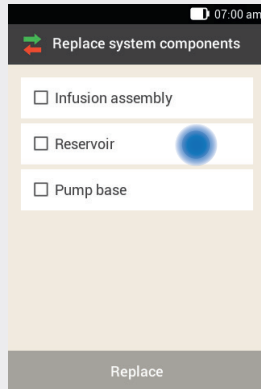 07:00 am
Replace system components
Infusion assembly
Reservoir
Pump base
Replace